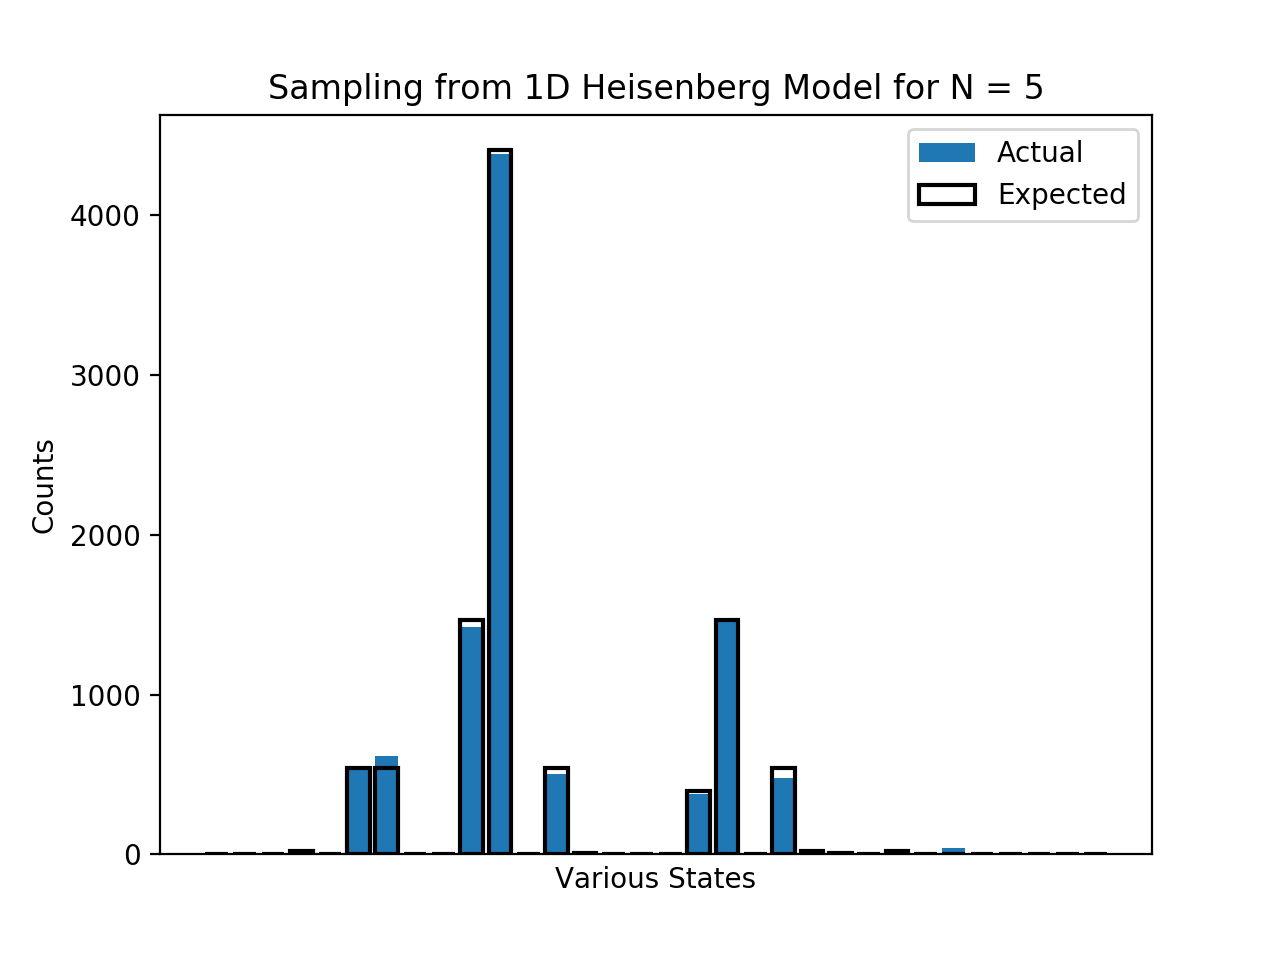 Sampling from 1D Heisenberg Model for N = 5
Actual
Expected
4000
3000
2000
1000
0
Counts
Various States